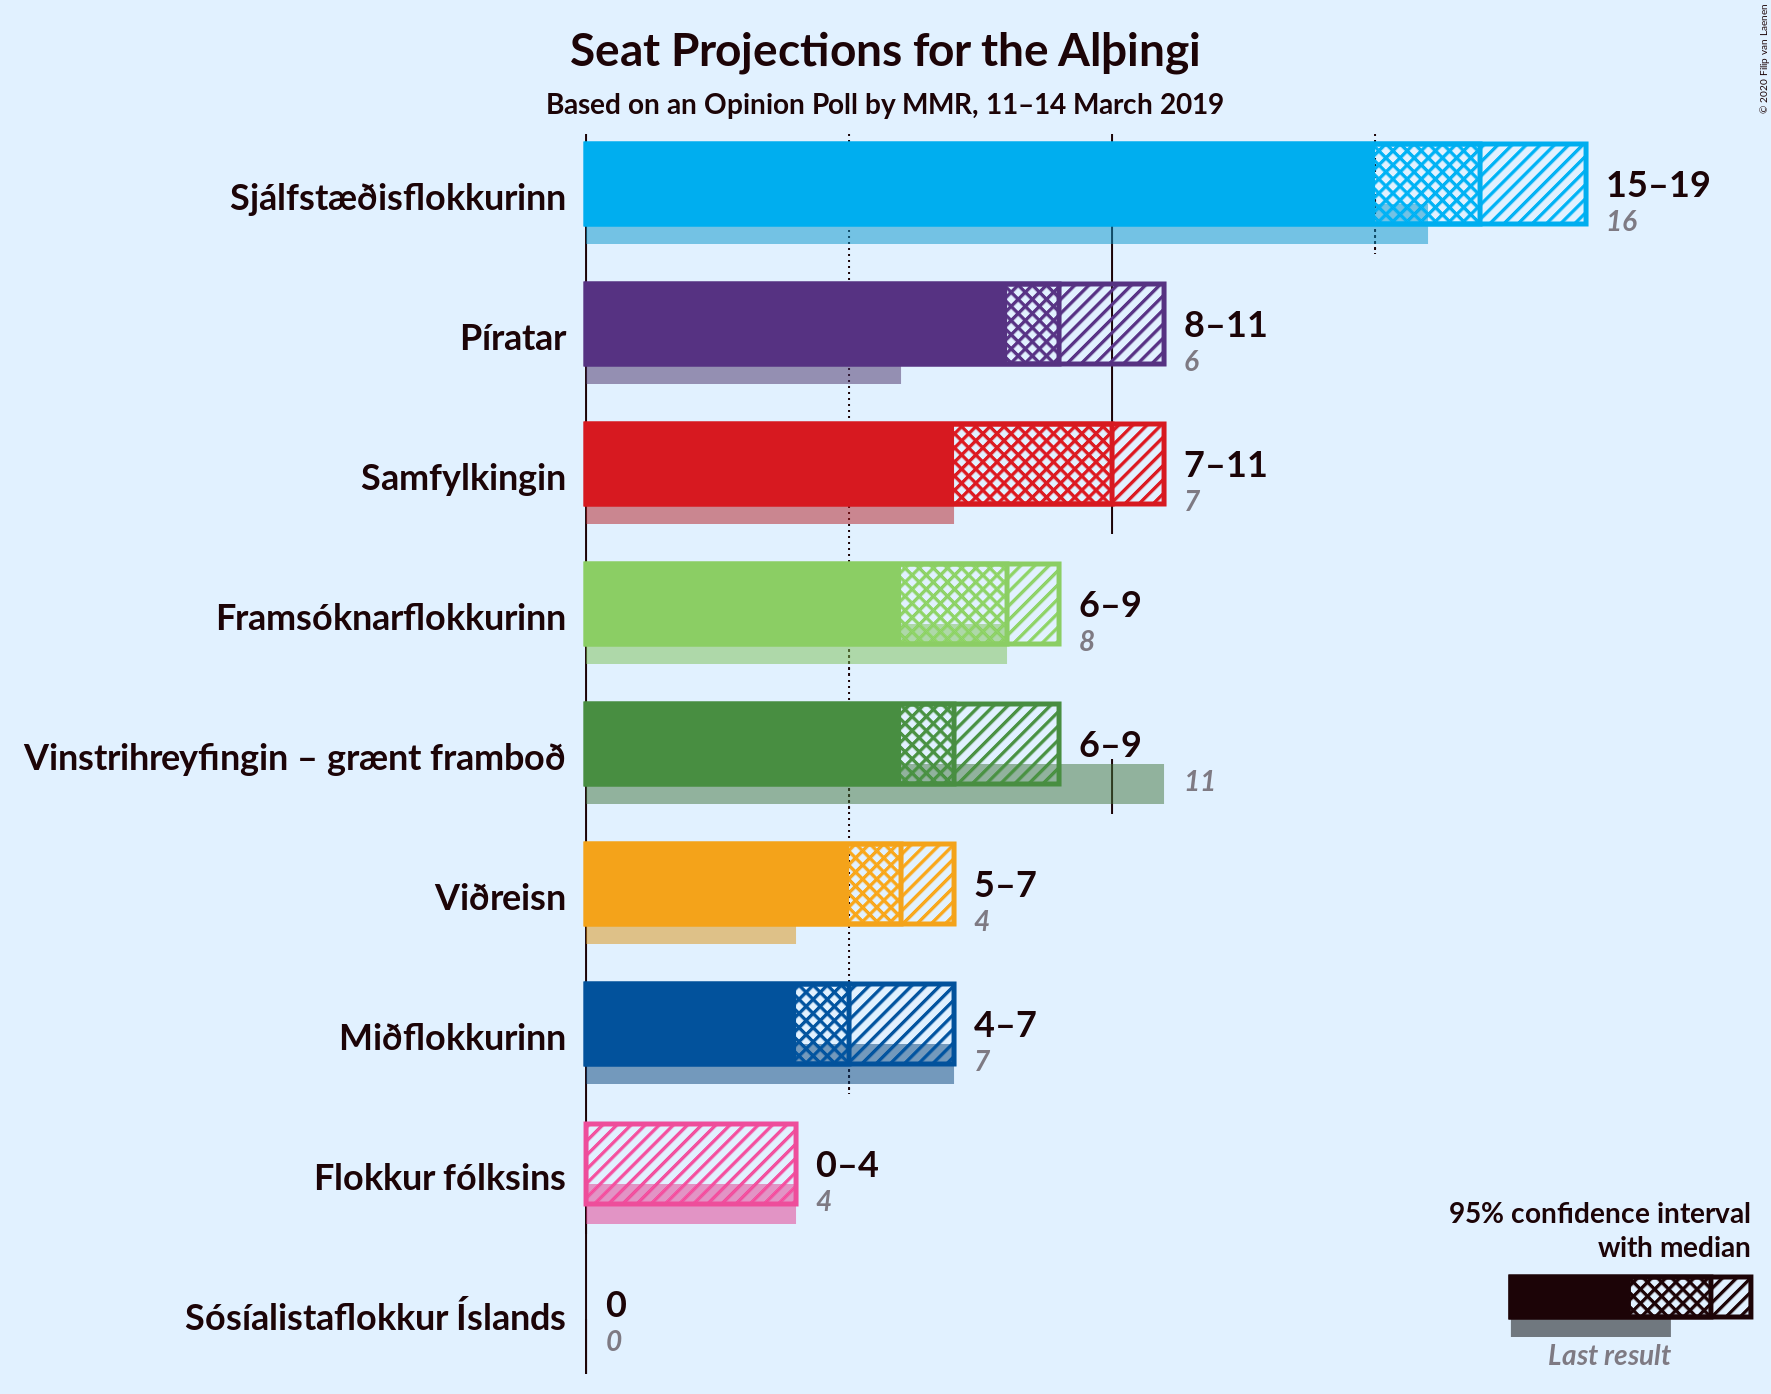 Seat Projections for the Alþingi
Based on an Opinion Poll by MMR, 11–14 March 2019
© 2020 Filip van Laenen
Sjálfstæðisflokkurinn
15–19
16
Píratar
8–11
6
Samfylkingin
7–11
7
Framsóknarflokkurinn
6–9
8
Vinstrihreyfingin – grænt framboð
6–9
11
Viðreisn
5–7
4
Miðflokkurinn
4–7
7
Flokkur fólksins
0–4
4
Sósíalistaflokkur Íslands
0
0
95% confidence interval
with median
Last result